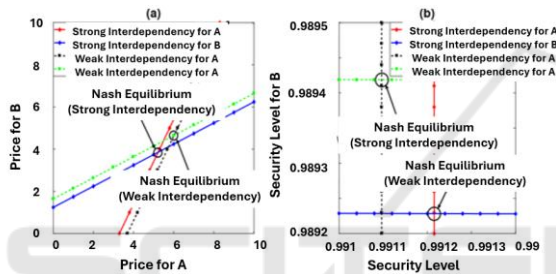 (a)
Strong Interdependency for A
Strong Interdependency for B
Weak Interdependency for A
Weak Interdependency for A
Nash Equilibrium
(Strong Interdependency)
Nash Equilibrium
(Weak Interdependency)
Price for B
10
8
6
4
2
0
0 2 4 6 8 10
Price for A
(b)
Strong Interdependency for A
Strong Interdependency for B
Weak Interdependency for A
Weak Interdependency for A
Nash Equilibrium
(Strong Interdependency)
Nash Equilibrium
(Weak Interdependency)
Security Level for B
0.9895
0.9894
0.9893
0.9892
0.991 0.9911 0.9912 0.9913 0.99
Security Level